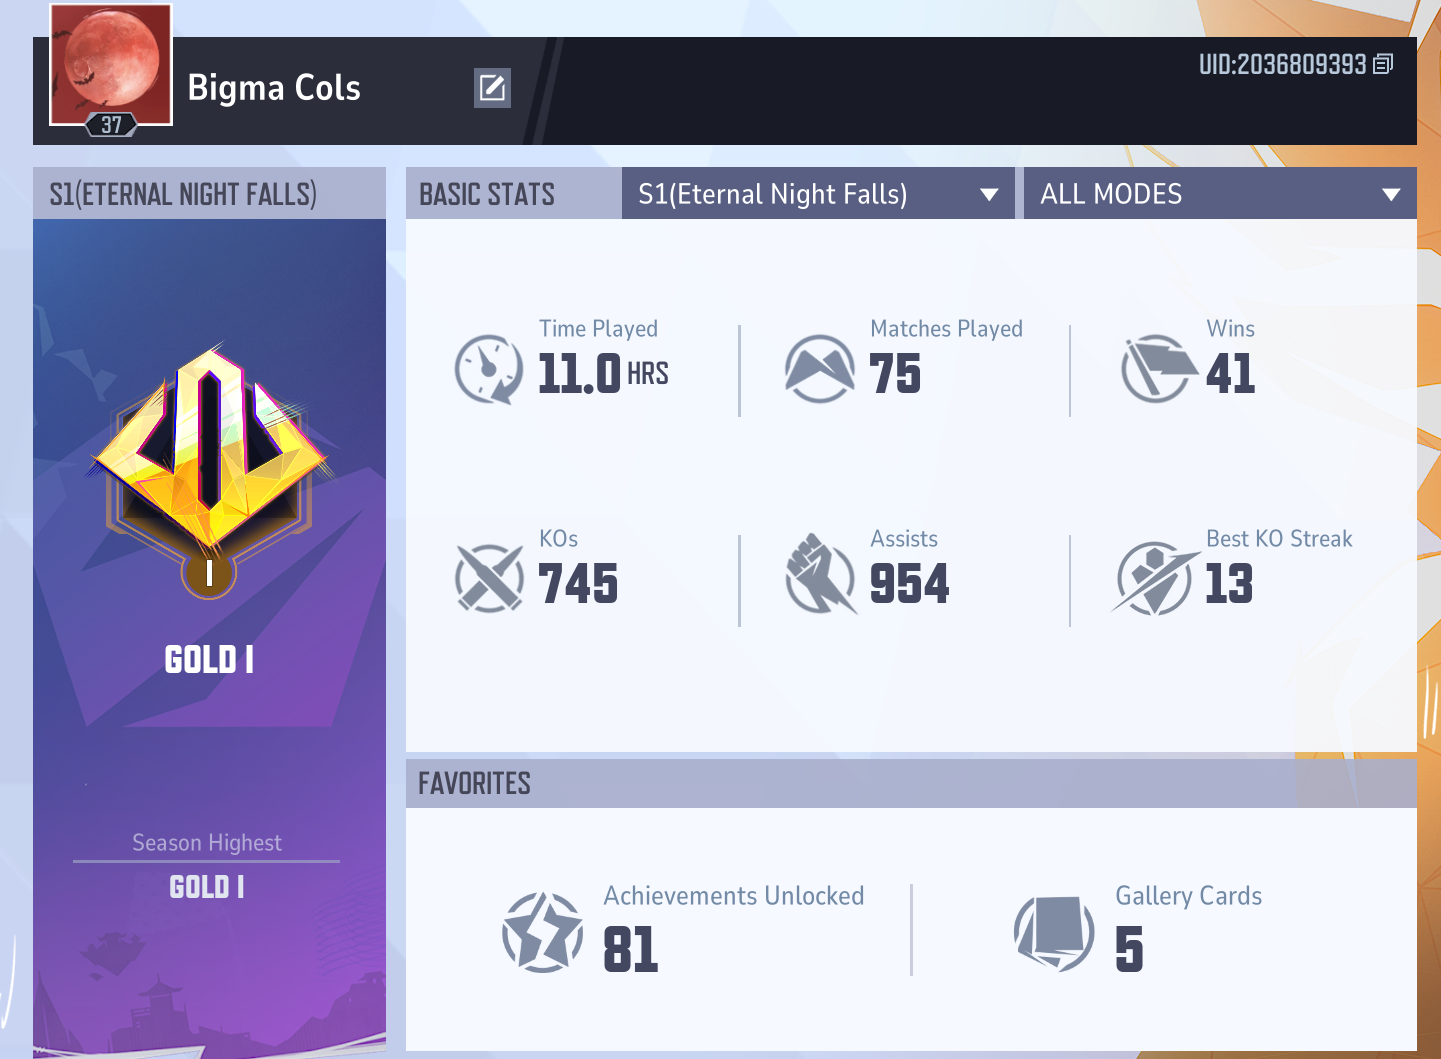 Bigma Cols
37
UID:2036809393
S1(ETERNAL NIGHT FALLS)
I
GOLD I
Season Highest
GOLD I
BASIC STATS
S1(Eternal Night Falls)
ALL MODES
Time Played
11.0 HRS
Matches Played
75
Wins
41
KOs
745
Assists
954
Best KO Streak
13
FAVORITES
Achievements Unlocked
81
Gallery Cards
5